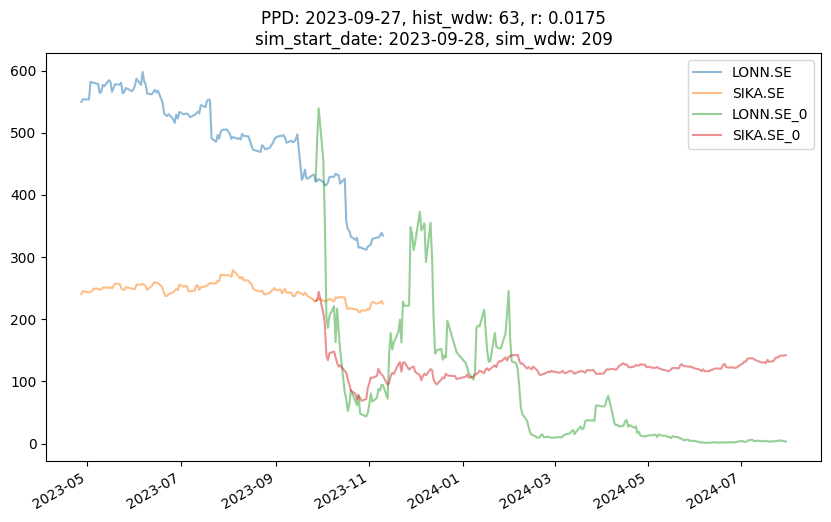 PPD: 2023-09-27, hist_wdw: 63, r: 0.0175
sim_start_date: 2023-09-28, sim_wdw: 209
LONN.SE
SIKA.SE
LONN.SE_0
SIKA.SE_0
600
500
400
300
200
100
0
2023-05
2023-07
2023-09
2023-11
2024-01
2024-03
2024-05
2024-07